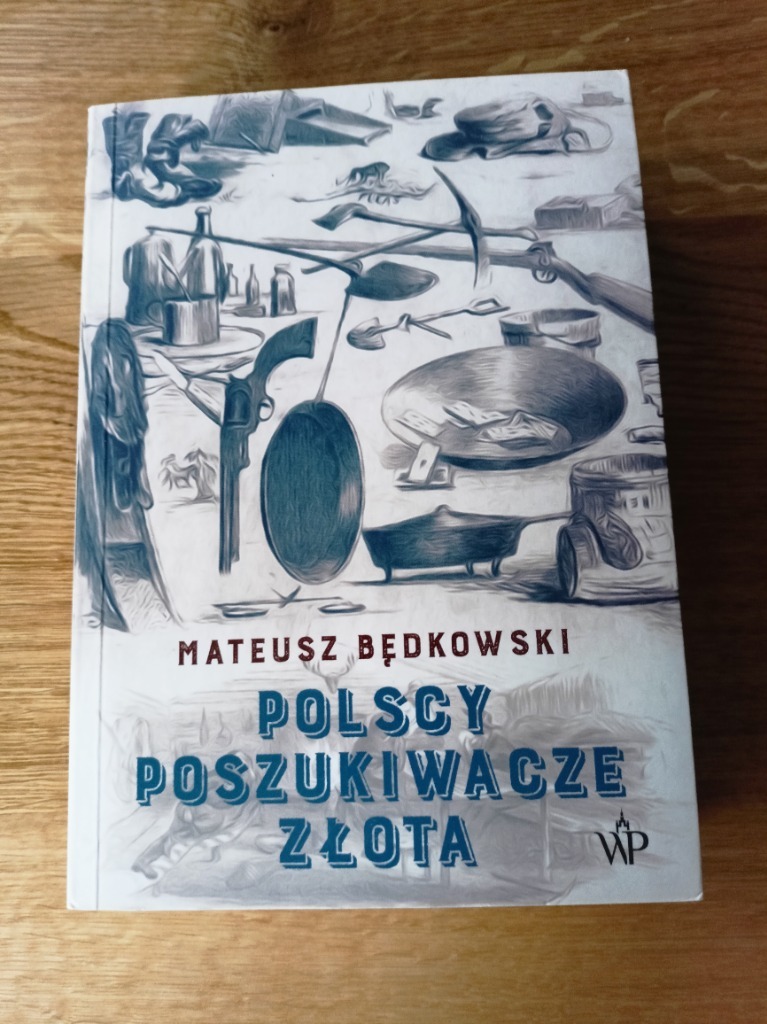 MATEUSZ BĘDKOWSKI
POLSCY
POSZUKIWACZE
ZŁOTA
WP